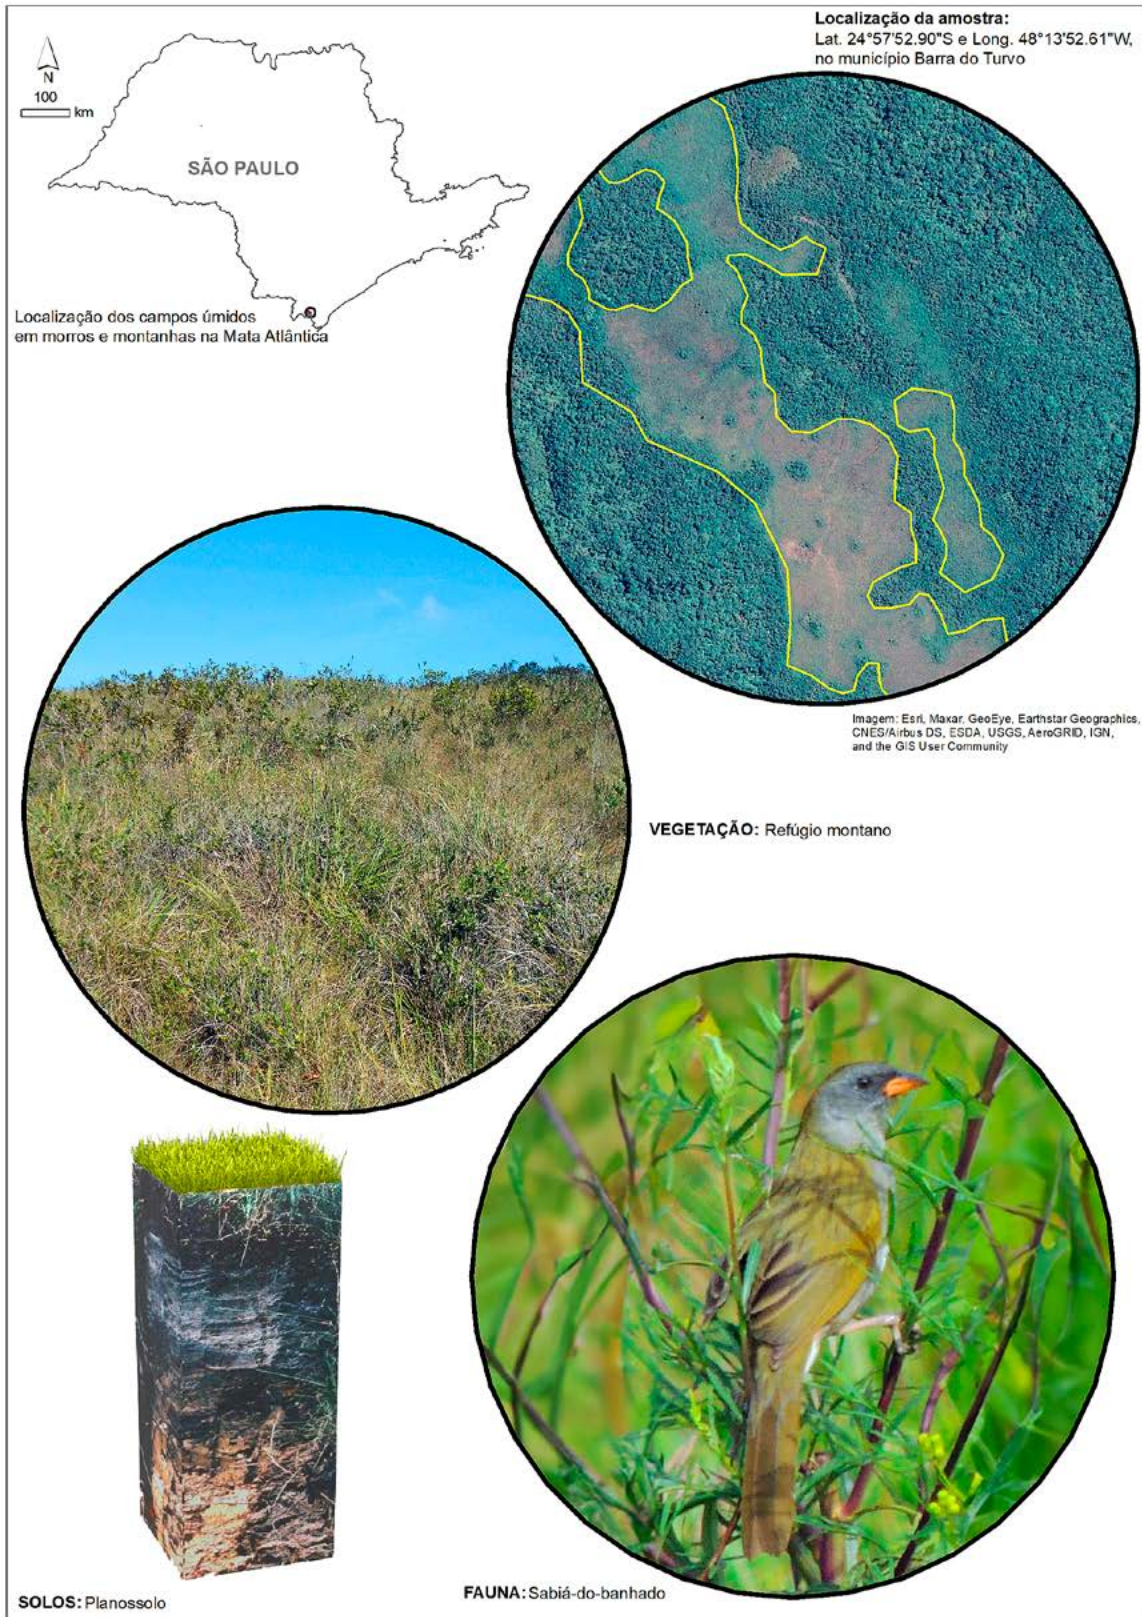 Localização da amostra:
Lat. 24°57'52.90"S e Long. 48°13'52.61"W,
no município Barra do Turvo
N
100
km
SÃO PAULO
Localização dos campos úmidos
em morros e montanhas na Mata Atlântica
Imagem: Esri, Maxar, GeoEye, Earthstar Geographics,
CNES/Airbus DS, ESDA, USGS, AeroGRID, IGN,
and the GIS User Community
VEGETAÇÃO: Refúgio montano
SOLOS: Planossolo
FAUNA: Sabiá-do-banhado